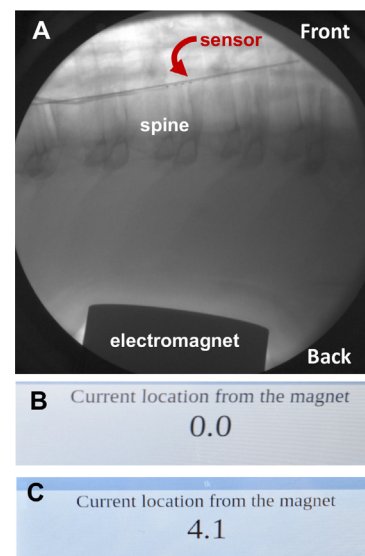 A
Front
sensor
spine
electromagnet
Back
B
Current location from the magnet
0.0
C
Current location from the magnet
4.1